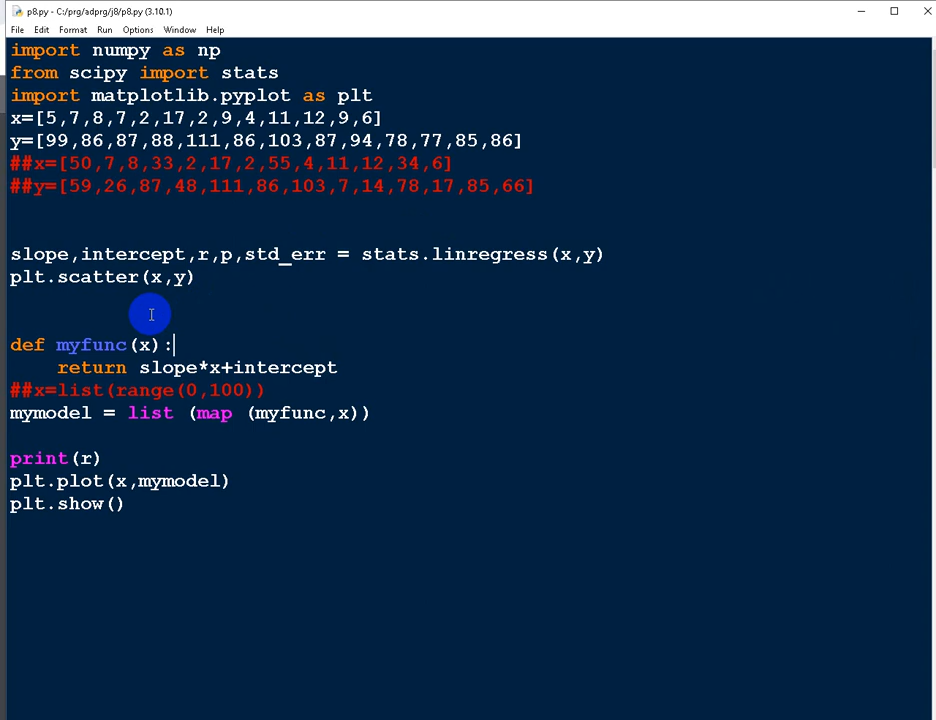 p8.py - C:/prg/adprg/j8/p8.py (3.10.1)
File Edit Format Run Options Window Help
import numpy as np
from scipy import stats
import matplotlib.pyplot as plt
x=[5,7,8,7,2,17,2,9,4,11,12,9,6]
y=[99,86,87,88,111,86,103,87,94,78,77,85,86]
##x=[50,7,8,33,2,17,2,55,4,11,12,34,6]
##y=[59,26,87,48,111,86,103,7,14,78,17,85,66]
slope,intercept,r,p,std_err = stats.linregress(x,y)
plt.scatter(x,y)
def myfunc(x):
    return slope*x+intercept
##x=list(range(0,100))
mymodel = list (map (myfunc,x))
print(r)
plt.plot(x,mymodel)
plt.show()